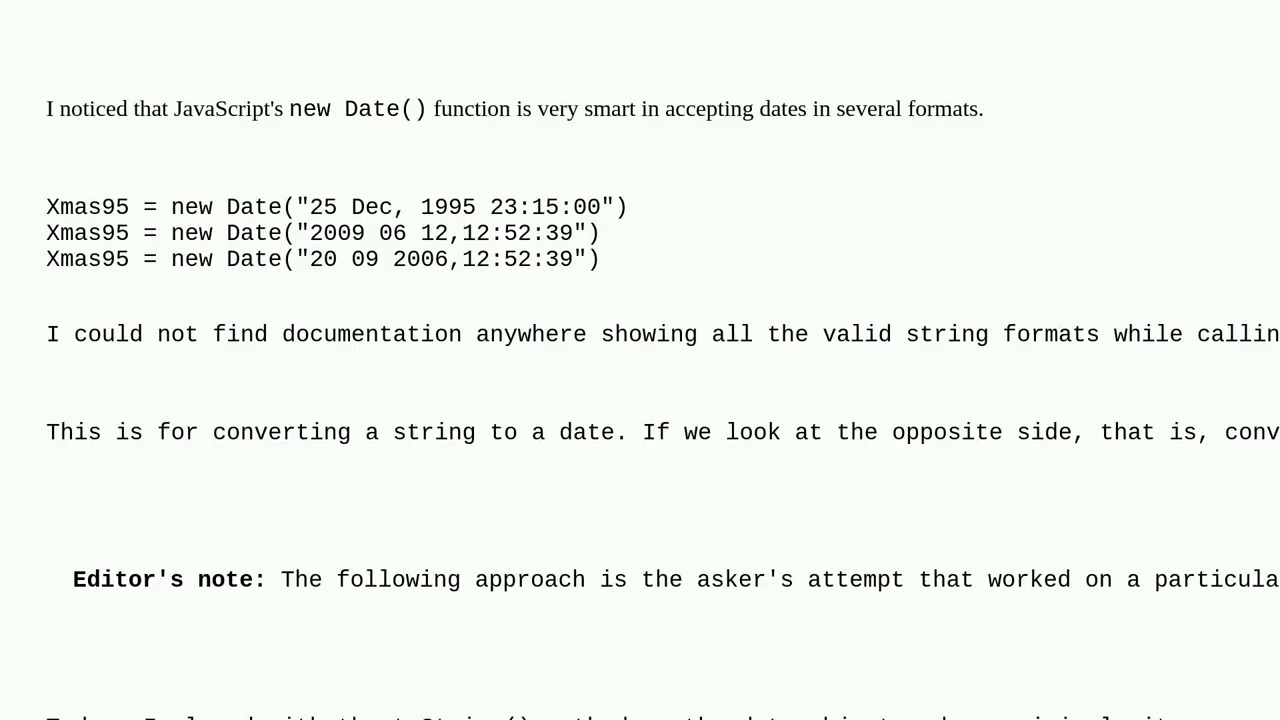 I noticed that JavaScript's new Date() function is very smart in accepting dates in several formats.
Xmas95 = new Date("25 Dec, 1995 23:15:00")
Xmas95 = new Date("2009 06 12,12:52:39")
Xmas95 = new Date("20 09 2006,12:52:39")
I could not find documentation anywhere showing all the valid string formats while callin
This is for converting a string to a date. If we look at the opposite side, that is, conv
Editor's note: The following approach is the asker's attempt that worked on a particula